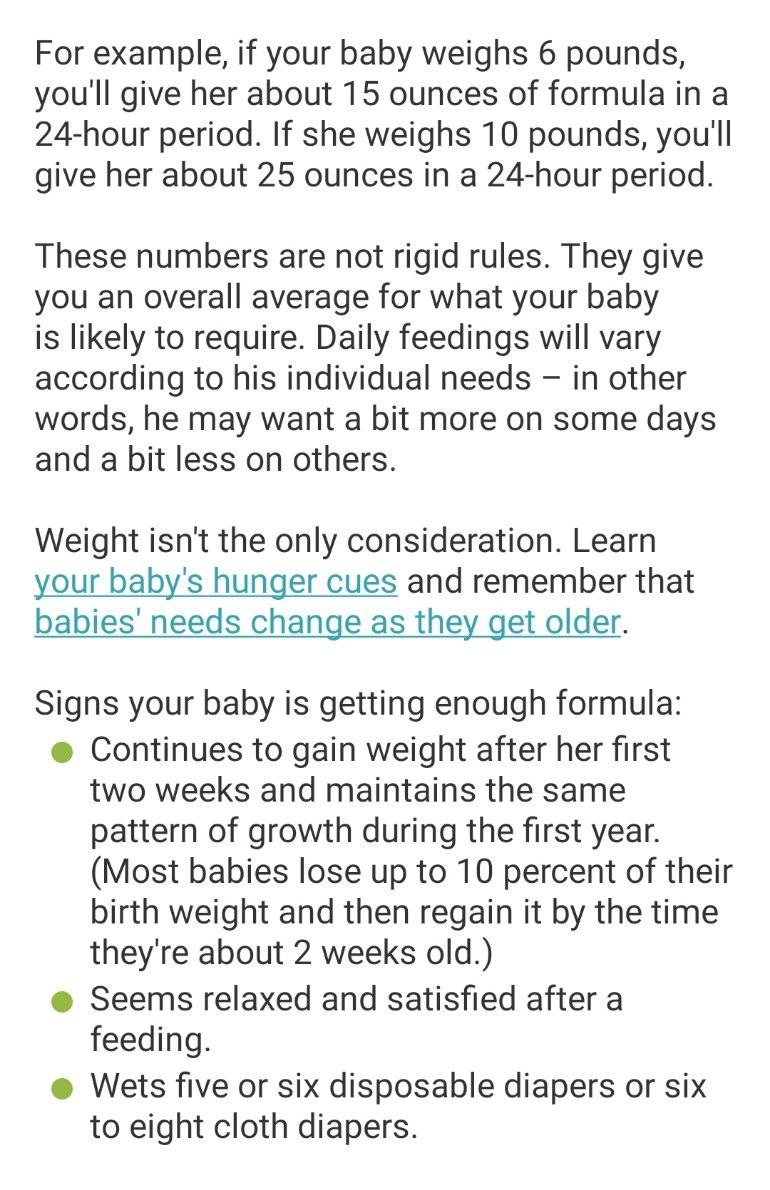 For example, if your baby weighs 6 pounds,
you'll give her about 15 ounces of formula in a
24-hour period. If she weighs 10 pounds, you'll
give her about 25 ounces in a 24-hour period.
These numbers are not rigid rules. They give
you an overall average for what your baby
is likely to require. Daily feedings will vary
according to his individual needs – in other
words, he may want a bit more on some days
and a bit less on others.
Weight isn't the only consideration. Learn
your baby's hunger cues and remember that
babies' needs change as they get older.
Signs your baby is getting enough formula:
Continues to gain weight after her first
two weeks and maintains the same
pattern of growth during the first year.
(Most babies lose up to 10 percent of their
birth weight and then regain it by the time
they're about 2 weeks old.)
Seems relaxed and satisfied after a
feeding.
Wets five or six disposable diapers or six
to eight cloth diapers.